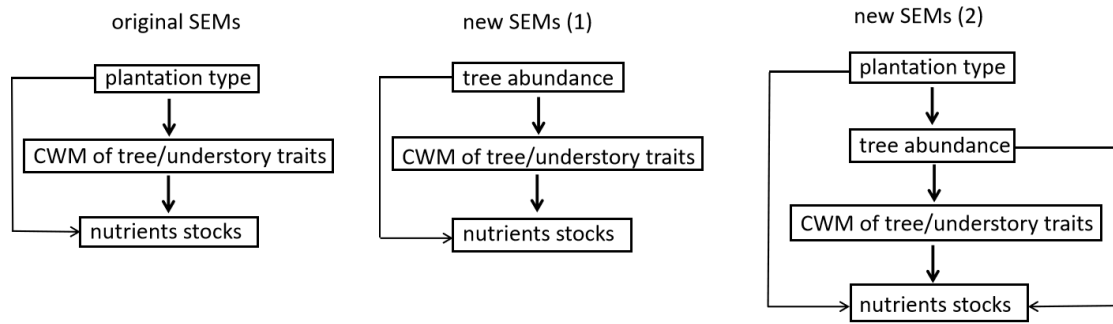 original SEMs
plantation type
CWM of tree/understory traits
nutrients stocks
new SEMs (1)
tree abundance
CWM of tree/understory traits
nutrients stocks
new SEMs (2)
plantation type
tree abundance
CWM of tree/understory traits
nutrients stocks